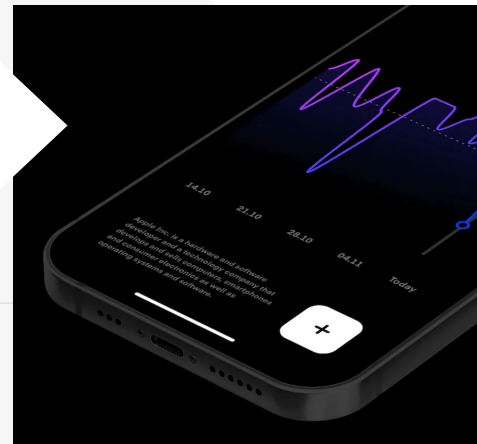 14.10
21.10
28.10
04.11
Today
Apple Inc. is a hardware and software
developer and a technology company that
develops and sells computers, smartphones
and consumer electronics as well as
operating systems and software.
+